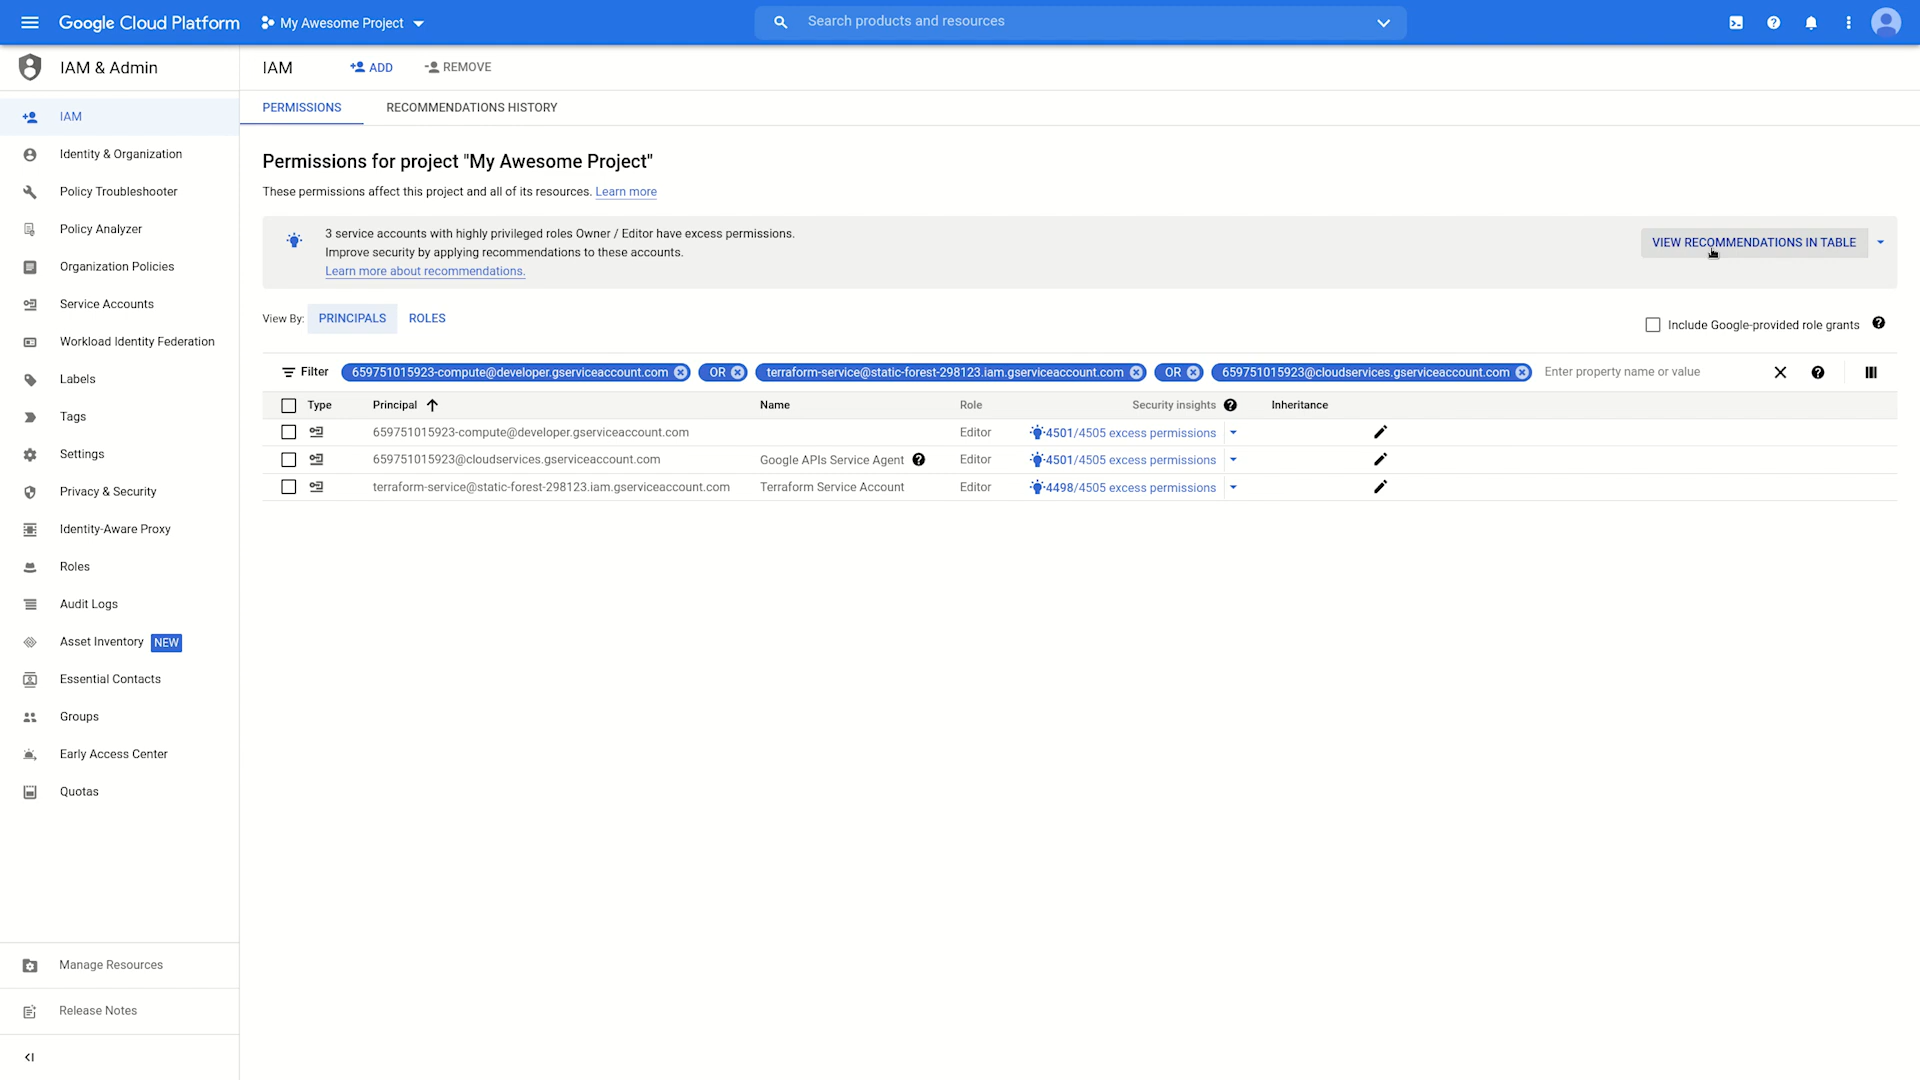 Google Cloud Platform My Awesome Project Search products and resources
IAM & Admin
IAM ADD REMOVE
PERMISSIONS RECOMMENDATIONS HISTORY
IAM
Identity & Organization
Policy Troubleshooter
Policy Analyzer
Organization Policies
Service Accounts
Workload Identity Federation
Labels
Tags
Settings
Privacy & Security
Identity-Aware Proxy
Roles
Audit Logs
Asset Inventory NEW
Essential Contacts
Groups
Early Access Center
Quotas
Manage Resources
Release Notes
Permissions for project "My Awesome Project"
These permissions affect this project and all of its resources. Learn more
3 service accounts with highly privileged roles Owner / Editor have excess permissions.
Improve security by applying recommendations to these accounts.
Learn more about recommendations.
VIEW RECOMMENDATIONS IN TABLE
View By: PRINCIPALS ROLES
Include Google-provided role grants
Filter 659751015923-compute@developer.gserviceaccount.com OR terraform-service@static-forest-298123.iam.gserviceaccount.com OR 659751015923@cloudservices.gserviceaccount.com Enter property name or value
Type Principal Name Role Security insights Inheritance
659751015923-compute@developer.gserviceaccount.com Editor 4501/4505 excess permissions
659751015923@cloudservices.gserviceaccount.com Google APIs Service Agent Editor 4501/4505 excess permissions
terraform-service@static-forest-298123.iam.gserviceaccount.com Terraform Service Account Editor 4498/4505 excess permissions